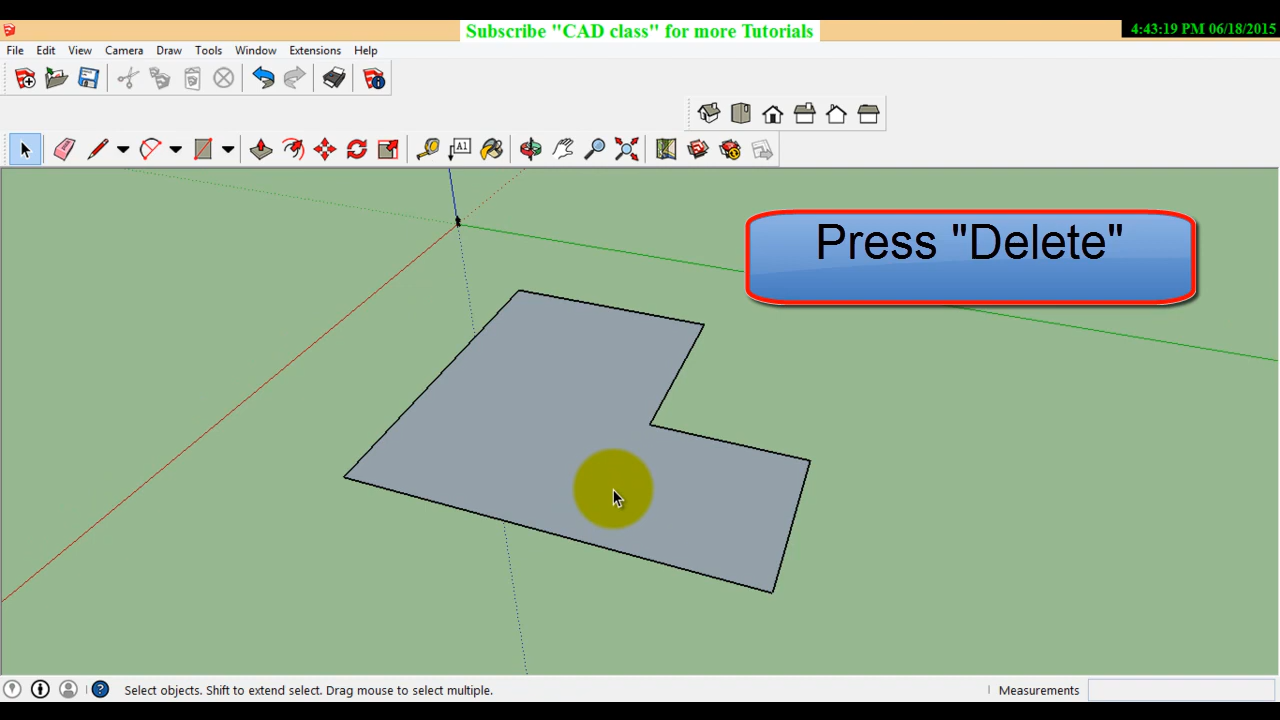 Subscribe "CAD class" for more Tutorials
4:43:19 PM 06/18/2015
File Edit View Camera Draw Tools Window Extensions Help
A1
Press "Delete"
Select objects. Shift to extend select. Drag mouse to select multiple.
Measurements